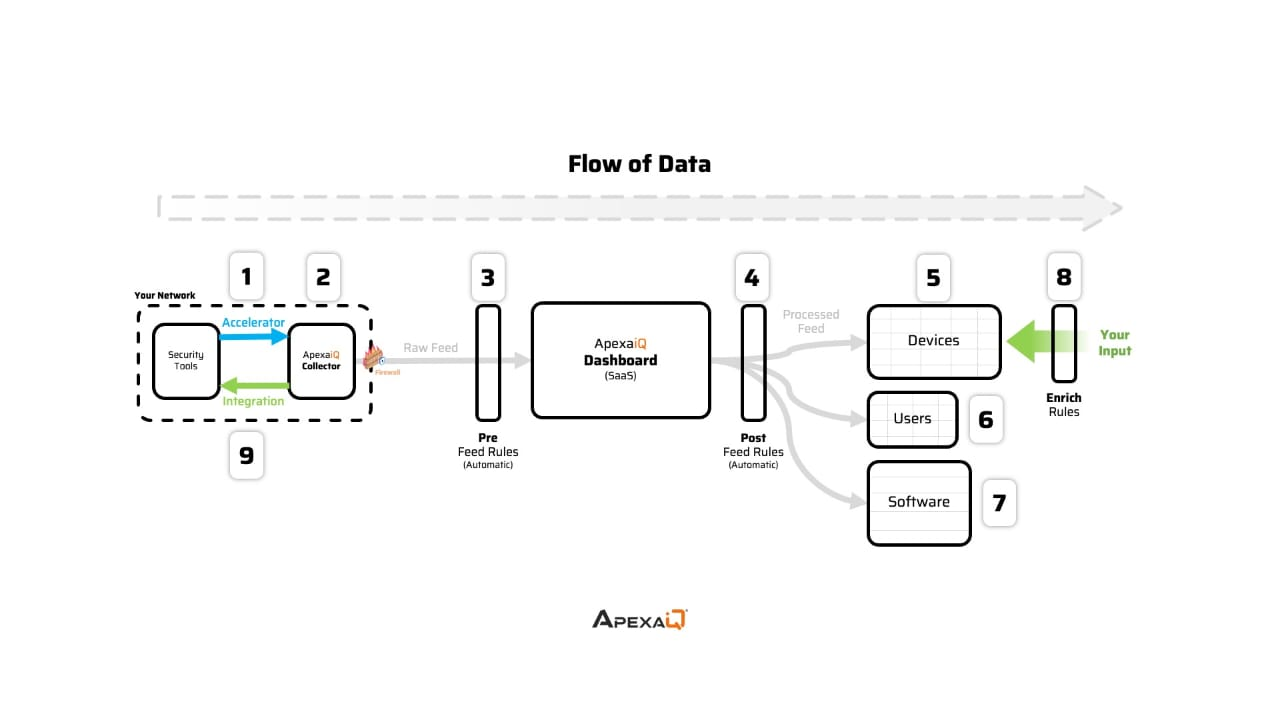 Flow of Data
1
2
3
4
5
8
Your Network
Accelerator
Security
Tools
ApexaiQ
Collector
Integration
Firewall
9
Raw Feed
Pre
Feed Rules
(Automatic)
ApexaiQ
Dashboard
(SaaS)
Post
Feed Rules
(Automatic)
Processed
Feed
Devices
Users
6
Software
7
Your
Input
Enrich
Rules
APEXAIQ